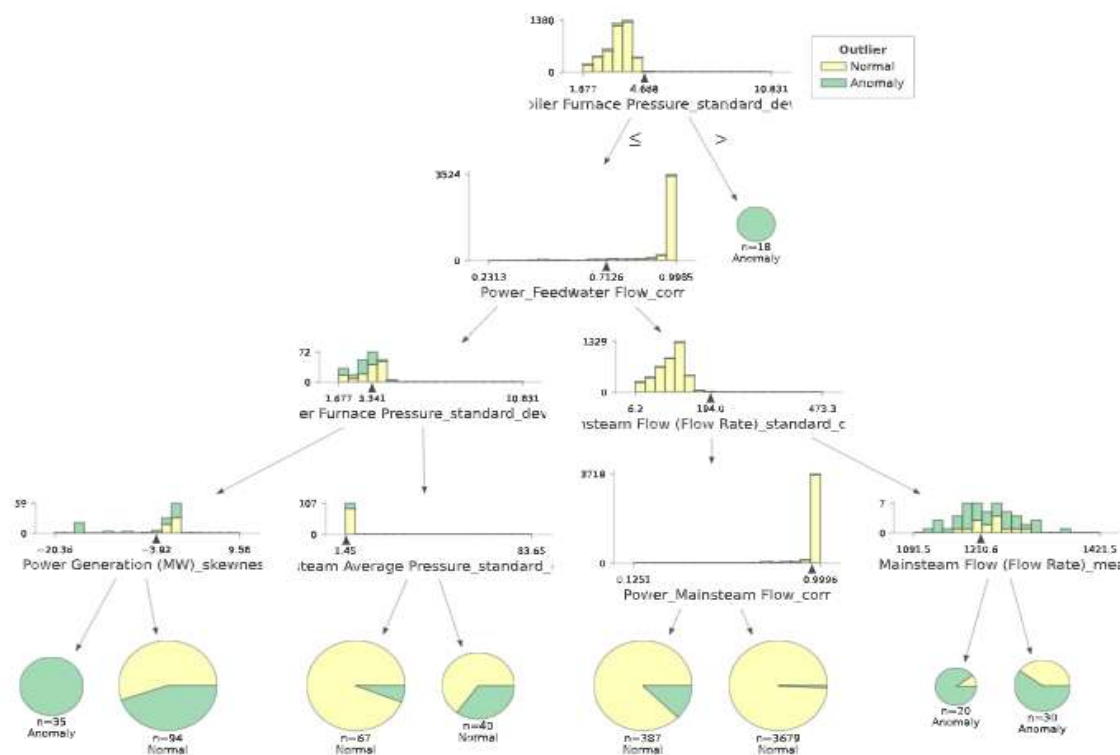 1380
0
1.677 4.668 10.831
oiler Furnace Pressure_standard_dev
Outlier
Normal
Anomaly
≤ >
3524
0
0.2313 0.7126 0.9985
Power_Feedwater Flow_corr
n=18
Anomaly
72
0
1.677 3.341 10.831
er Furnace Pressure_standard_dev
1329
0
6.2 194.0 473.3
nsteam Flow (Flow Rate)_standard_d
59
0
−20.36 −3.92 9.56
Power Generation (MW)_skewnes
107
0
1.45 83.65
steam Average Pressure_standard_
3718
0
0.1251 0.9996
Power_Mainsteam Flow_corr
7
0
1091.5 1210.6 1421.5
Mainsteam Flow (Flow Rate)_mea
n=35
Anomaly
n=94
Normal
n=67
Normal
n=40
Normal
n=387
Normal
n=3679
Normal
n=20
Anomaly
n=30
Anomaly